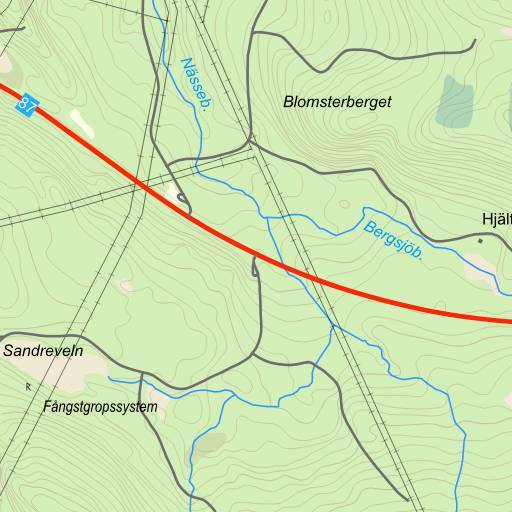 Nässeb.
Blomsterberget
87
Hjält
Bergsjöb.
Sandreveln
R
Fångstgropssystem